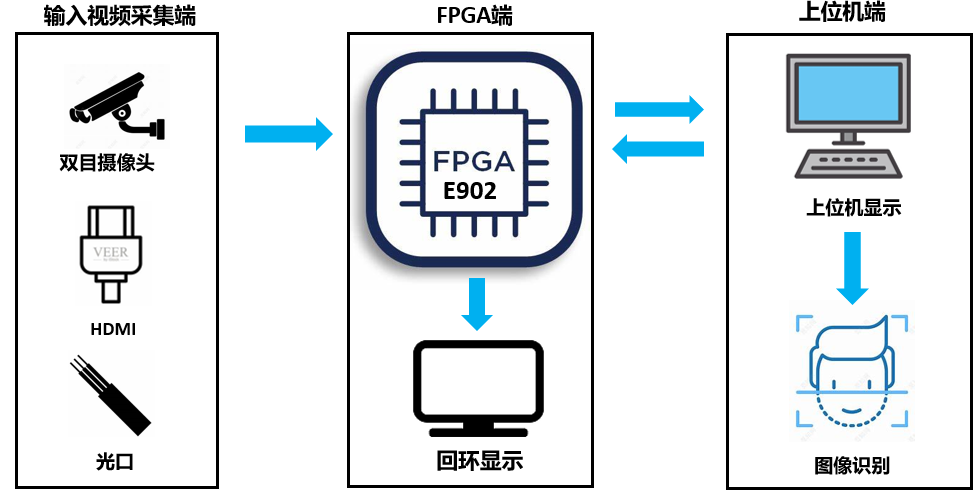 输入视频采集端
FPGA端
上位机端
双目摄像头
VEER
HDMI
光口
FPGA
E902
回环显示
上位机显示
图像识别